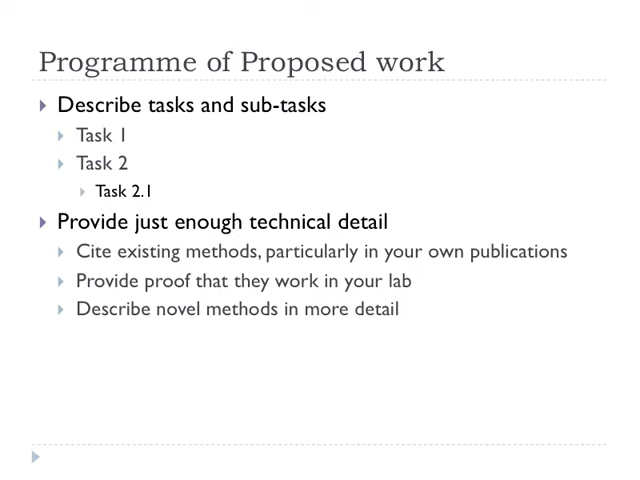 Programme of Proposed work
Describe tasks and sub-tasks
Task 1
Task 2
Task 2.1
Provide just enough technical detail
Cite existing methods, particularly in your own publications
Provide proof that they work in your lab
Describe novel methods in more detail